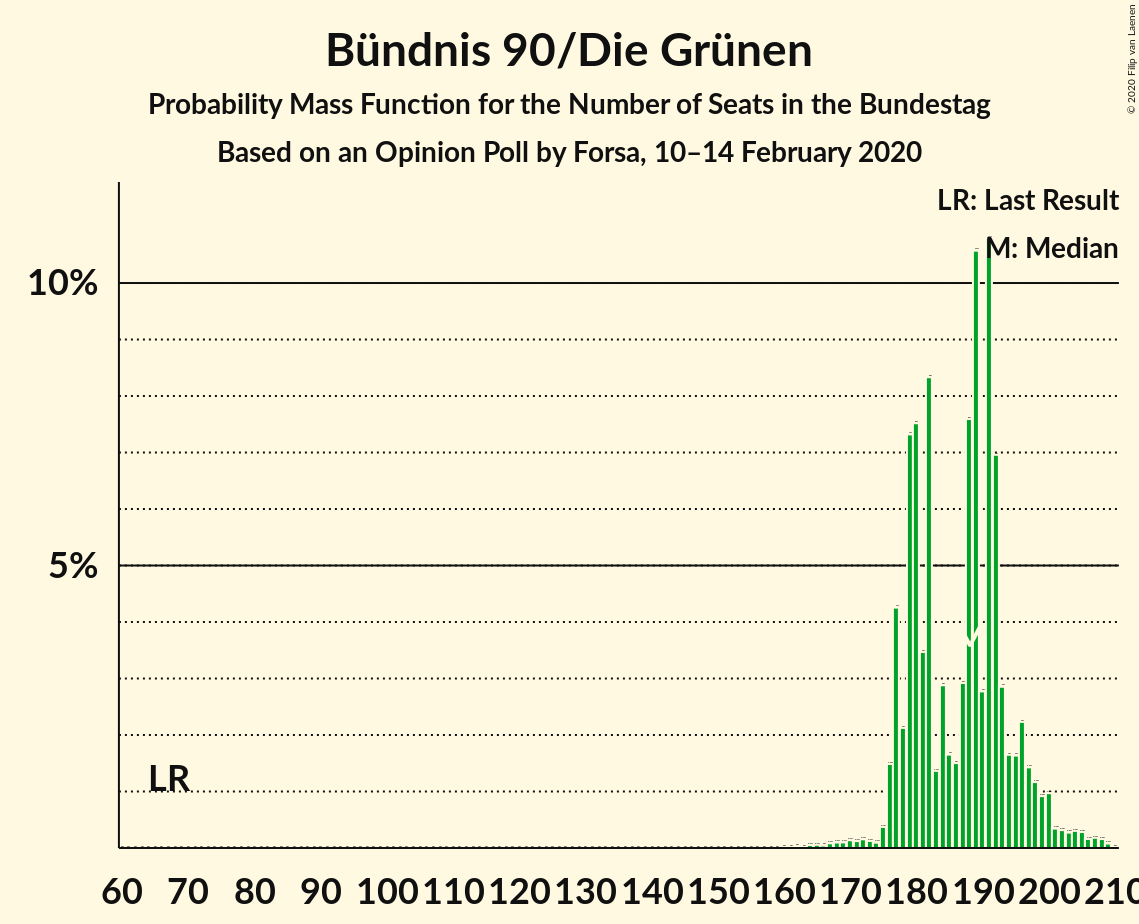 Bündnis 90/Die Grünen
Probability Mass Function for the Number of Seats in the Bundestag
Based on an Opinion Poll by Forsa, 10–14 February 2020
© 2020 Filip van Laenen
LR: Last Result
M: Median
10%
5%
LR
M
60 70 80 90 100 110 120 130 140 150 160 170 180 190 200 210